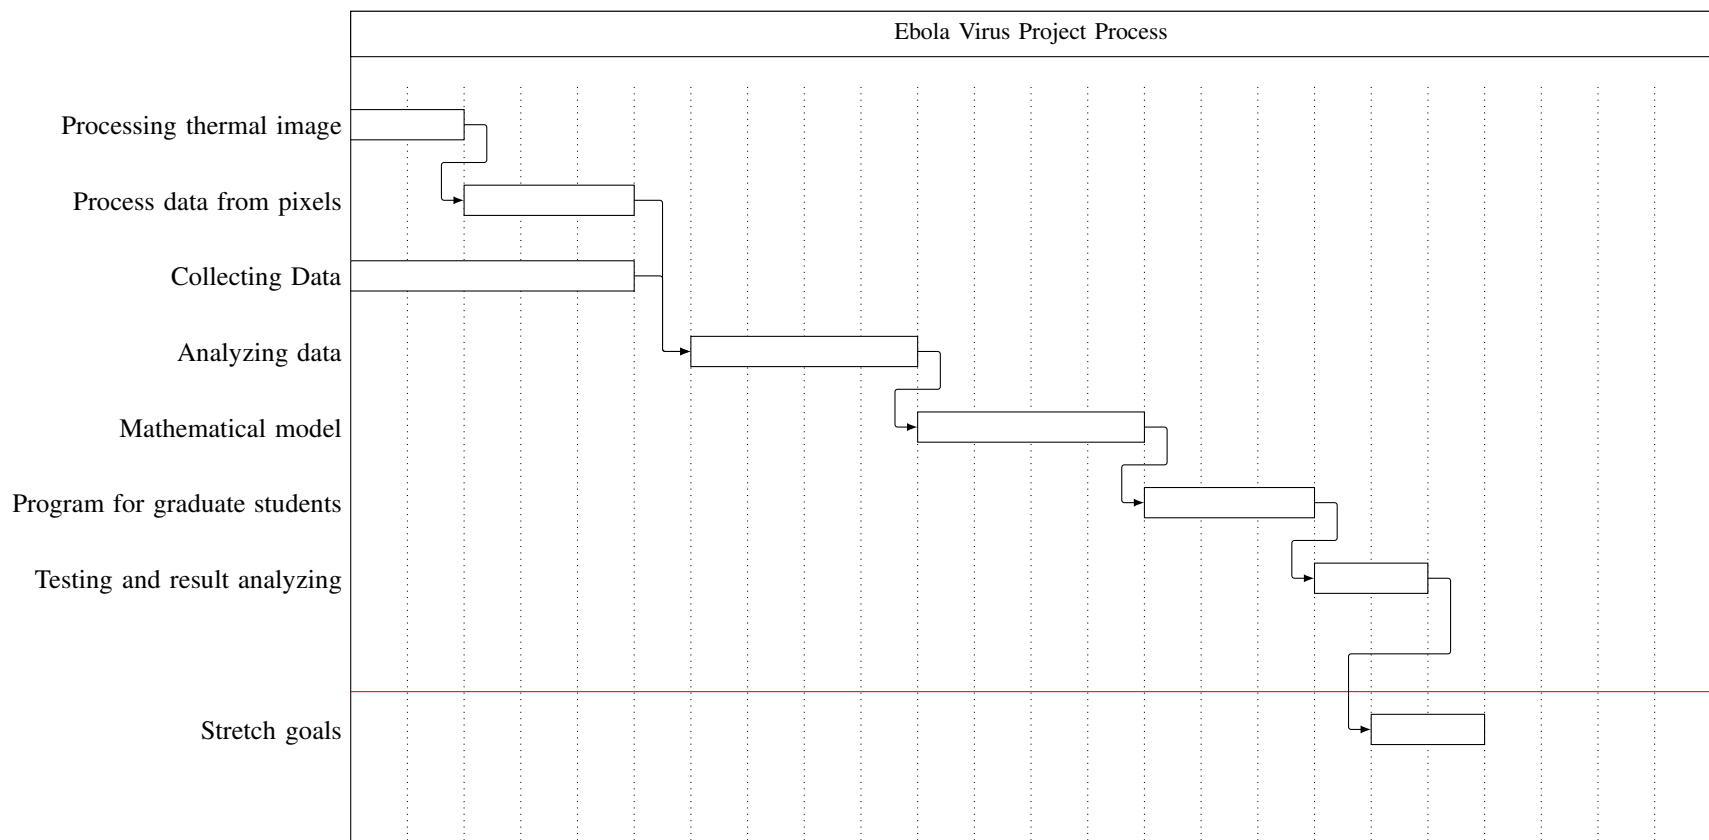 Ebola Virus Project Process
Processing thermal image
Process data from pixels
Collecting Data
Analyzing data
Mathematical model
Program for graduate students
Testing and result analyzing
Stretch goals